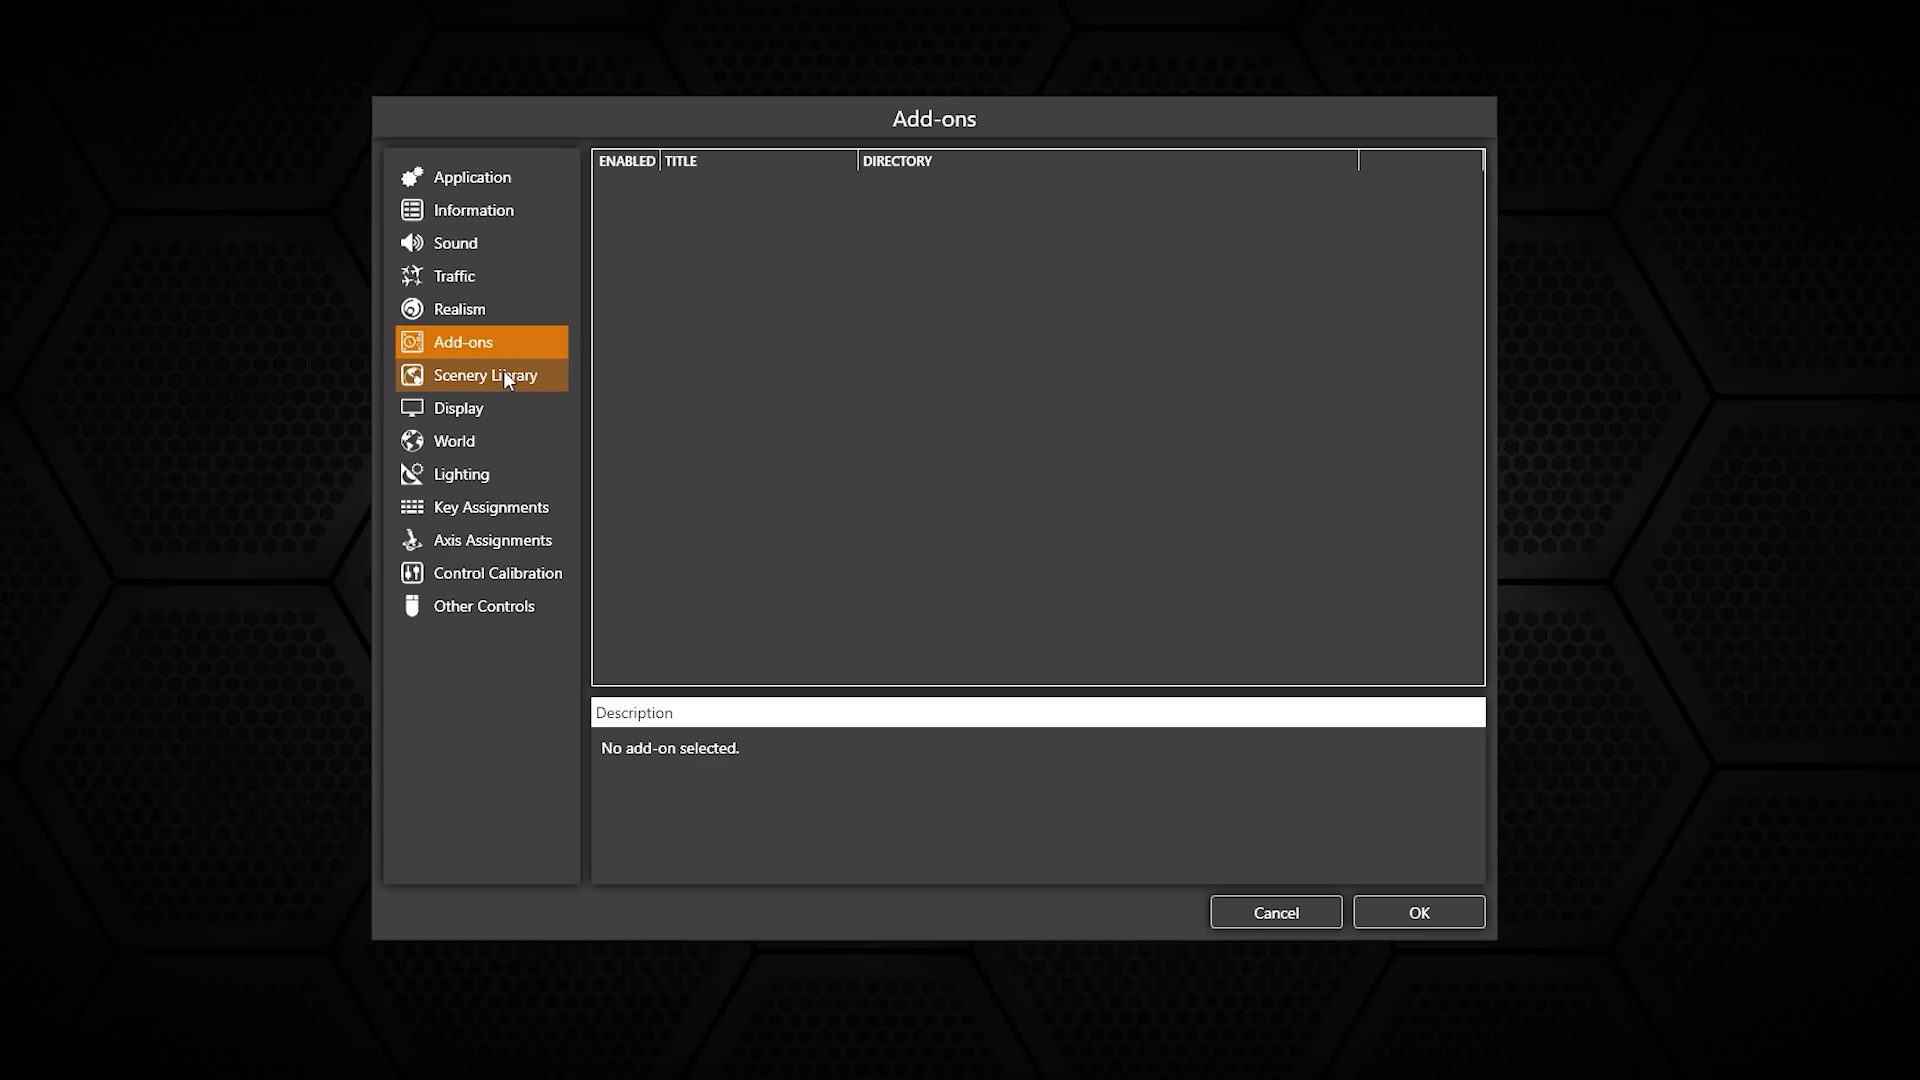 Add-ons
Application
Information
Sound
Traffic
Realism
Add-ons
Scenery Library
Display
World
Lighting
Key Assignments
Axis Assignments
Control Calibration
Other Controls
ENABLED TITLE DIRECTORY
Description
No add-on selected.
Cancel OK